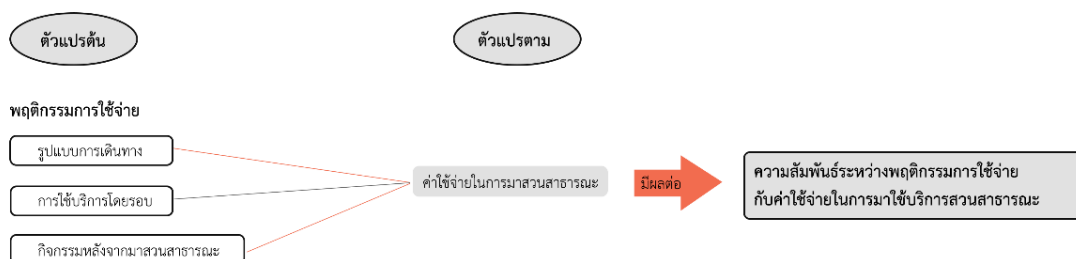 ตัวแปรต้น
ตัวแปรตาม
พฤติกรรมการใช้จ่าย
รูปแบบการเดินทาง
การใช้บริการโดยรอบ
กิจกรรมหลังจากมาสวนสาธารณะ
ค่าใช้จ่ายในการมาสวนสาธารณะ
มีผลต่อ
ความสัมพันธ์ระหว่างพฤติกรรมการใช้จ่าย
กับค่าใช้จ่ายในการมาใช้บริการสวนสาธารณะ